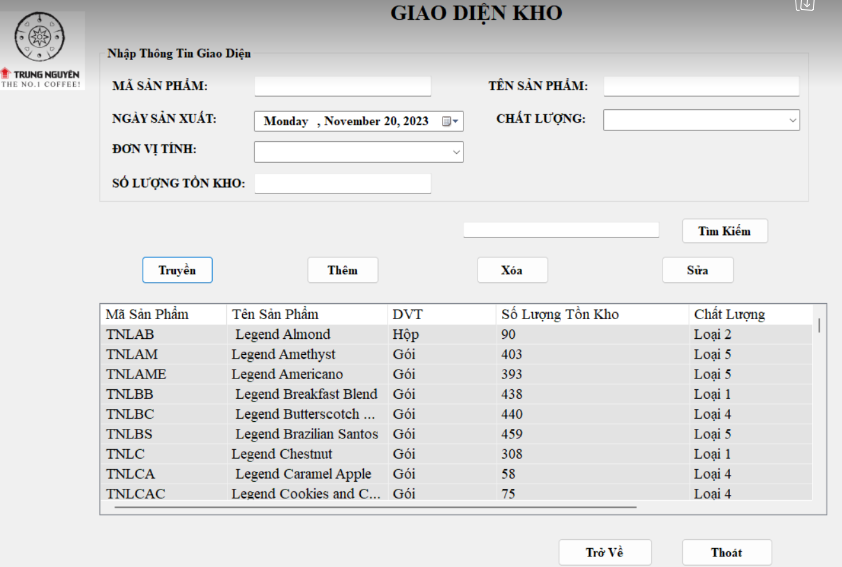 GIAO DIỆN KHO
TRUNG NGUYÊN
THE NO.1 COFFEE!
Nhập Thông Tin Giao Diện
MÃ SẢN PHẨM:
TÊN SẢN PHẨM:
NGÀY SẢN XUẤT: Monday , November 20, 2023
CHẤT LƯỢNG:
ĐƠN VỊ TÍNH:
SỐ LƯỢNG TỒN KHO:
Tìm Kiếm
Truyền Thêm Xóa Sửa
Mã Sản Phẩm Tên Sản Phẩm DVT Số Lượng Tồn Kho Chất Lượng
TNLAB Legend Almond Hộp 90 Loại 2
TNLAM Legend Amethyst Gói 403 Loại 5
TNLAME Legend Americano Gói 393 Loại 5
TNLBB Legend Breakfast Blend Gói 438 Loại 1
TNLBC Legend Butterscotch ... Gói 440 Loại 4
TNLBS Legend Brazilian Santos Gói 459 Loại 5
TNLC Legend Chestnut Gói 308 Loại 1
TNLCA Legend Caramel Apple Gói 58 Loại 4
TNLCAC Legend Cookies and C... Gói 75 Loại 4
Trở Về Thoát